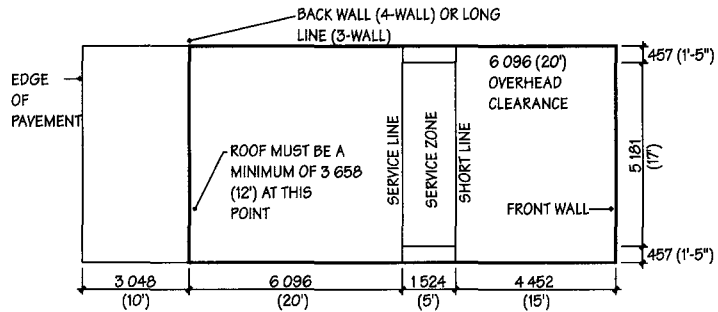 BACK WALL (4-WALL) OR LONG
LINE (3-WALL)
EDGE
OF
PAVEMENT
6 096 (20')
OVERHEAD
CLEARANCE
457 (1'-5")
ROOF MUST BE A
MINIMUM OF 3 658
(12') AT THIS
POINT
SERVICE LINE
SERVICE ZONE
SHORT LINE
5 181
(17')
FRONT WALL
457 (1'-5")
3 048
(10')
6 096
(20')
1 524
(5')
4 452
(15')